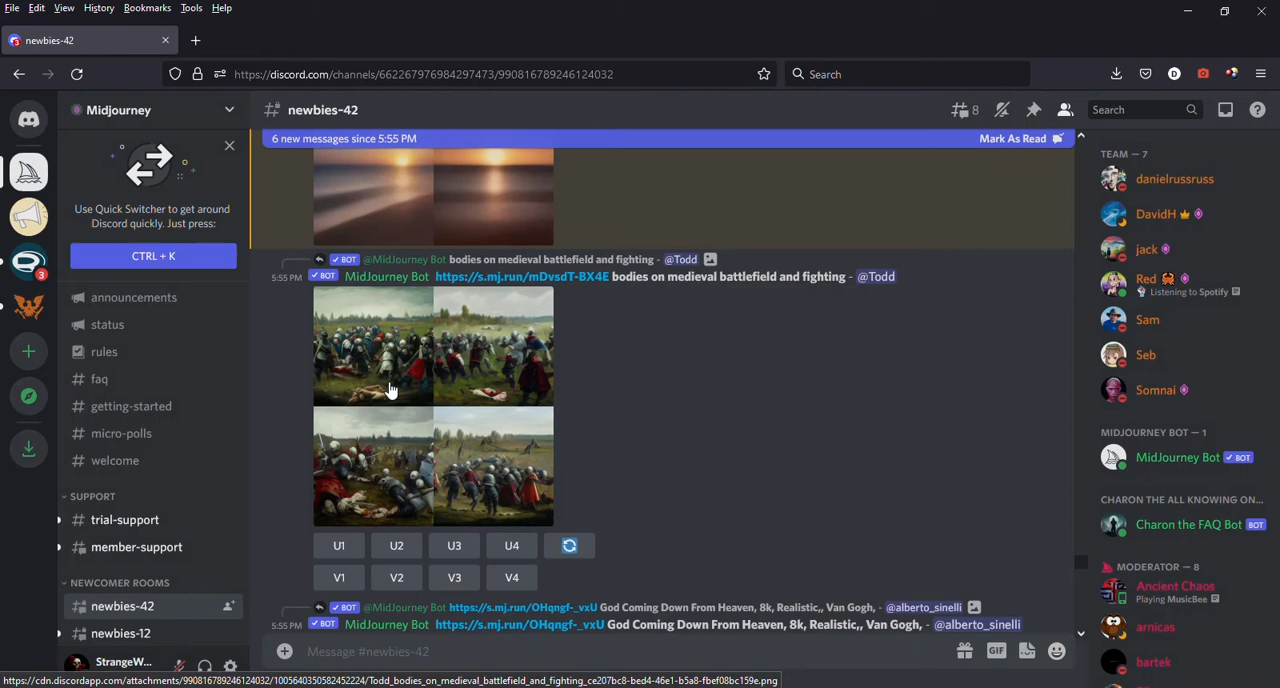 File Edit View History Bookmarks Tools Help
newbies-42
https://discord.com/channels/662267976984297473/990816789246124032
Search
Midjourney
newbies-42
8
Search
6 new messages since 5:55 PM
Mark As Read
Use Quick Switcher to get around
Discord quickly. Just press:
CTRL + K
announcements
status
rules
faq
getting-started
micro-polls
welcome
SUPPORT
trial-support
member-support
NEWCOMER ROOMS
newbies-42
newbies-12
StrangeW...
3
BOT @MidJourney Bot bodies on medieval battlefield and fighting - @Todd
5:55 PM BOT MidJourney Bot https://s.mj.run/mDvsdT-BX4E bodies on medieval battlefield and fighting - @Todd
U1 U2 U3 U4
V1 V2 V3 V4
BOT @MidJourney Bot https://s.mj.run/OHqngf-_vxU God Coming Down From Heaven, 8k, Realistic,, Van Gogh, - @alberto_sinelli
5:55 PM BOT MidJourney Bot https://s.mj.run/OHqngf-_vxU God Coming Down From Heaven, 8k, Realistic,, Van Gogh, - @alberto_sinelli
Message #newbies-42
GIF
TEAM — 7
danielrussruss
DavidH
jack
Red
Listening to Spotify
Sam
Seb
Somnai
MIDJOURNEY BOT — 1
MidJourney Bot BOT
CHARON THE ALL KNOWING ON...
Charon the FAQ Bot BOT
MODERATOR — 8
Ancient Chaos
Playing MusicBee
arnicas
bartek
https://cdn.discordapp.com/attachments/990816789246124032/1005640350582452224/Todd_bodies_on_medieval_battlefield_and_fighting_ce207bc8-bed4-46e1-b5a8-fbef08bc159e.png